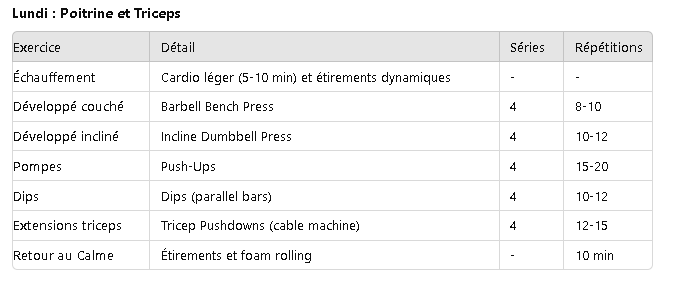 Lundi : Poitrine et Triceps
Exercice Détail Séries Répétitions
Échauffement Cardio léger (5-10 min) et étirements dynamiques - -
Développé couché Barbell Bench Press 4 8-10
Développé incliné Incline Dumbbell Press 4 10-12
Pompes Push-Ups 4 15-20
Dips Dips (parallel bars) 4 10-12
Extensions triceps Tricep Pushdowns (cable machine) 4 12-15
Retour au Calme Étirements et foam rolling - 10 min